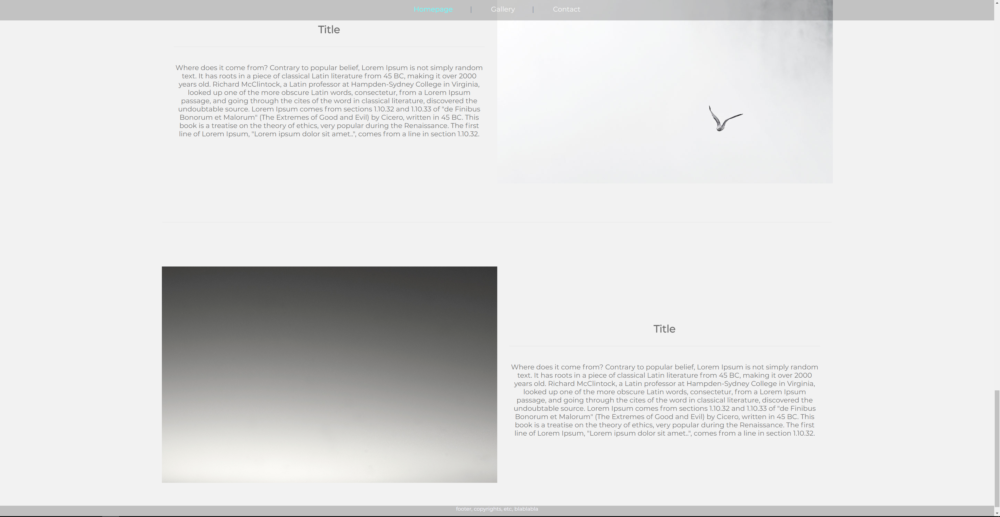 Homepage | Gallery | Contact
Title
Where does it come from? Contrary to popular belief, Lorem Ipsum is not simply random
text. It has roots in a piece of classical Latin literature from 45 BC, making it over 2000
years old. Richard McClintock, a Latin professor at Hampden-Sydney College in Virginia,
looked up one of the more obscure Latin words, consectetur, from a Lorem Ipsum
passage, and going through the cites of the word in classical literature, discovered the
undoubtable source. Lorem Ipsum comes from sections 1.10.32 and 1.10.33 of "de Finibus
Bonorum et Malorum" (The Extremes of Good and Evil) by Cicero, written in 45 BC. This
book is a treatise on the theory of ethics, very popular during the Renaissance. The first
line of Lorem Ipsum, "Lorem ipsum dolor sit amet..", comes from a line in section 1.10.32.
Title
Where does it come from? Contrary to popular belief, Lorem Ipsum is not simply random
text. It has roots in a piece of classical Latin literature from 45 BC, making it over 2000
years old. Richard McClintock, a Latin professor at Hampden-Sydney College in Virginia,
looked up one of the more obscure Latin words, consectetur, from a Lorem Ipsum
passage, and going through the cites of the word in classical literature, discovered the
undoubtable source. Lorem Ipsum comes from sections 1.10.32 and 1.10.33 of "de Finibus
Bonorum et Malorum" (The Extremes of Good and Evil) by Cicero, written in 45 BC. This
book is a treatise on the theory of ethics, very popular during the Renaissance. The first
line of Lorem Ipsum, "Lorem ipsum dolor sit amet..", comes from a line in section 1.10.32.
footer, copyrights, etc, blablabla